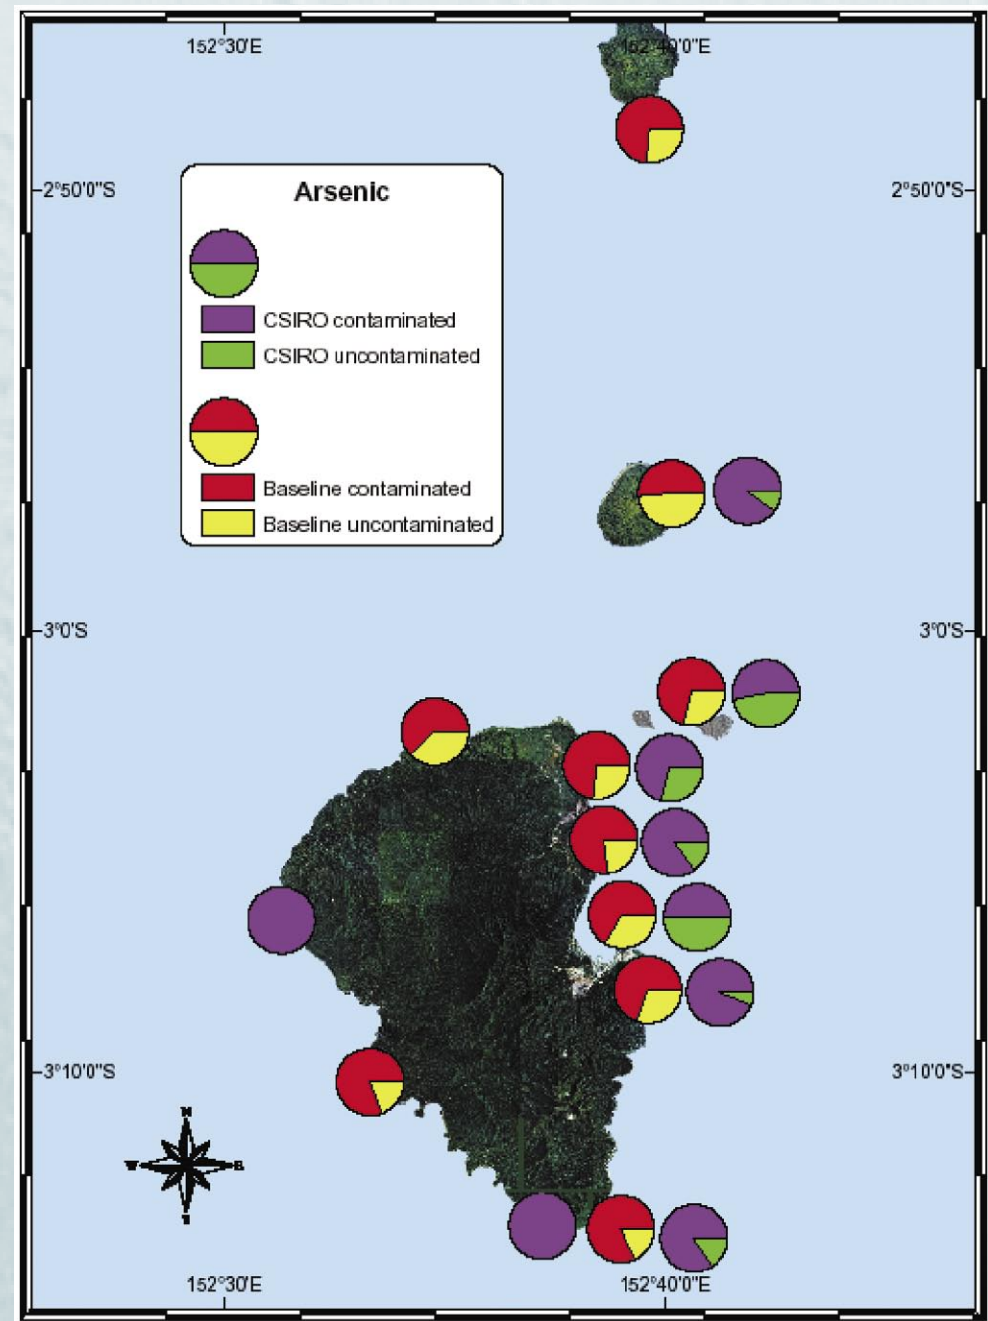 152°30'E 152°40'0"E
2°50'0"S 2°50'0"S
Arsenic
CSIRO contaminated
CSIRO uncontaminated
Baseline contaminated
Baseline uncontaminated
3°0'S 3°0'S
3°10'0"S 3°10'0"S
N
W E
S
152°30'E 152°40'0"E